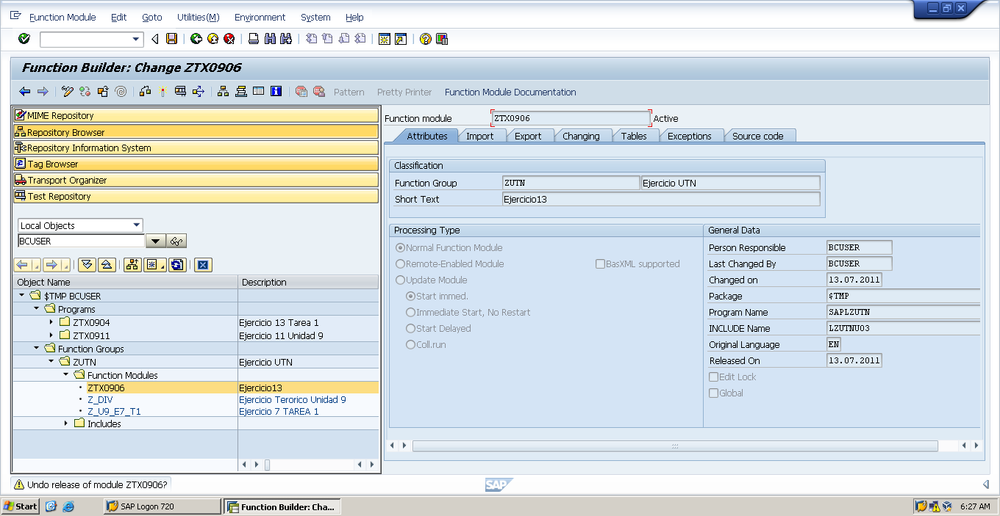 Function Module Edit Goto Utilities(M) Environment System Help
Function Builder: Change ZTX0906
Pattern Pretty Printer Function Module Documentation
MIME Repository
Repository Browser
Repository Information System
Tag Browser
Transport Organizer
Test Repository
Local Objects
BCUSER
Object Name Description
$TMP BCUSER
Programs
ZTX0904 Ejercicio 13 Tarea 1
ZTX0911 Ejercicio 11 Unidad 9
Function Groups
ZUTN Ejercicio UTN
Function Modules
ZTX0906 Ejercicio13
Z_DIV Ejercicio Terorico Unidad 9
Z_U9_E7_T1 Ejercicio 7 TAREA 1
Includes
Function module ZTX0906 Active
Attributes Import Export Changing Tables Exceptions Source code
Classification
Function Group ZUTN Ejercicio UTN
Short Text Ejercicio13
Processing Type
Normal Function Module
Remote-Enabled Module BasXML supported
Update Module
Start immed.
Immediate Start, No Restart
Start Delayed
Coll.run
General Data
Person Responsible BCUSER
Last Changed By BCUSER
Changed on 13.07.2011
Package $TMP
Program Name SAPLZUTN
INCLUDE Name LZUTNU03
Original Language EN
Released On 13.07.2011
Edit Lock
Global
Undo release of module ZTX0906?
SAP
Start SAP Logon 720 Function Builder: Cha... 6:27 AM